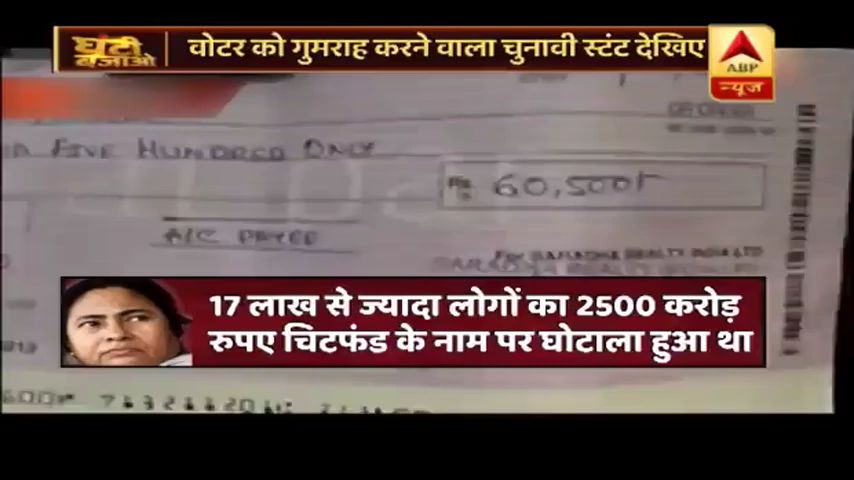 घंटी
बजाओ
वोटर को गुमराह करने वाला चुनावी स्टंट देखिए
ABP
न्यूज़
FIVE HUNDRED ONLY
60,500/-
A/C PAYEE
17 लाख से ज्यादा लोगों का 2500 करोड़
रुपए चिटफंड के नाम पर घोटाला हुआ था